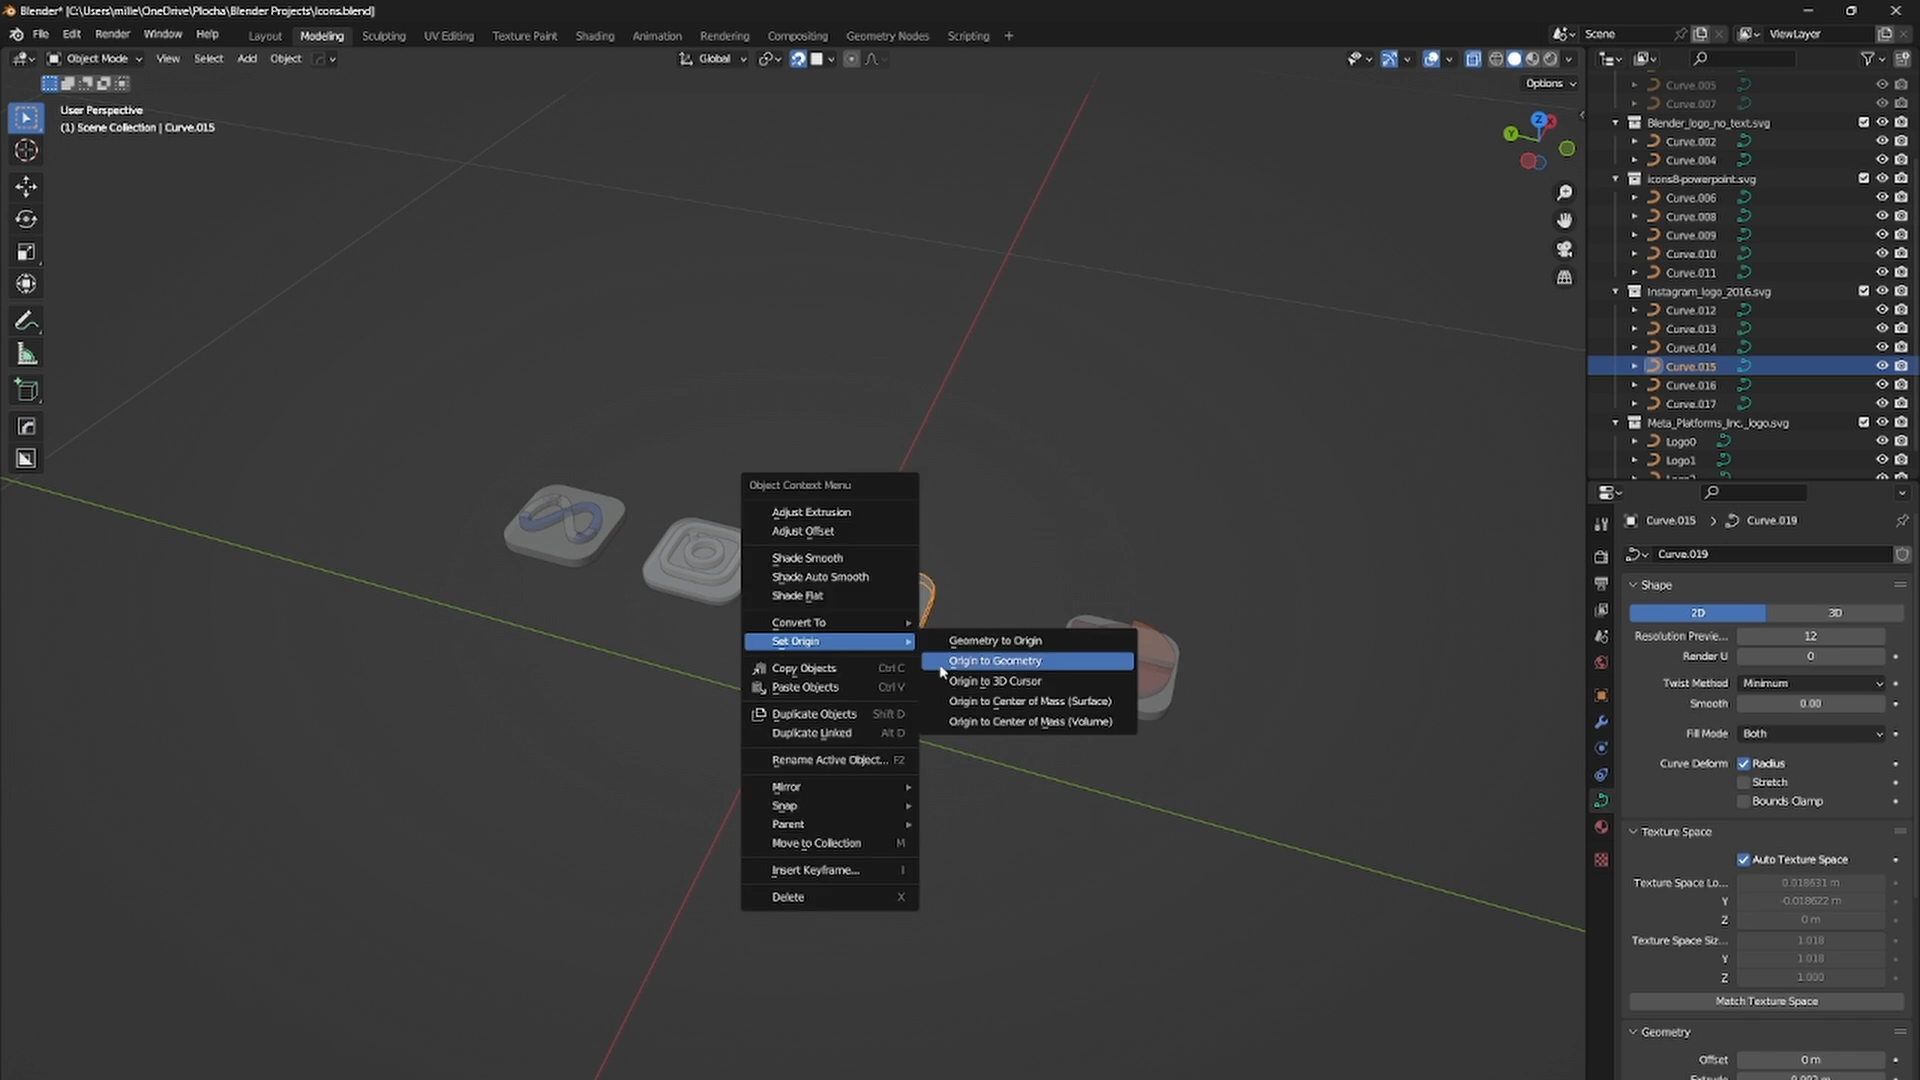 Blender* [C:\Users\mille\OneDrive\Plocha\Blender Projects\Icons.blend]
File Edit Render Window Help
Layout Modeling Sculpting UV Editing Texture Paint Shading Animation Rendering Compositing Geometry Nodes Scripting +
Scene
ViewLayer
Object Mode View Select Add Object
Global
Options
User Perspective
(1) Scene Collection | Curve.015
Z
X
Y
Curve.005
Curve.007
Blender_logo_no_text.svg
Curve.002
Curve.004
icons8-powerpoint.svg
Curve.006
Curve.008
Curve.009
Curve.010
Curve.011
Instagram_logo_2016.svg
Curve.012
Curve.013
Curve.014
Curve.015
Curve.016
Curve.017
Meta_Platforms_Inc._logo.svg
Logo0
Logo1
Object Context Menu
Adjust Extrusion
Adjust Offset
Shade Smooth
Shade Auto Smooth
Shade Flat
Convert To
Set Origin
Copy Objects Ctrl C
Paste Objects Ctrl V
Duplicate Objects Shift D
Duplicate Linked Alt D
Rename Active Object... F2
Mirror
Snap
Parent
Move to Collection M
Insert Keyframe... I
Delete X
Geometry to Origin
Origin to Geometry
Origin to 3D Cursor
Origin to Center of Mass (Surface)
Origin to Center of Mass (Volume)
Curve.015 > Curve.019
Curve.019
Shape
2D 3D
Resolution Previe... 12
Render U 0
Twist Method Minimum
Smooth 0.00
Fill Mode Both
Curve Deform Radius
Stretch
Bounds Clamp
Texture Space
Auto Texture Space
Texture Space Lo... 0.018631 m
Y -0.018622 m
Z 0 m
Texture Space Siz... 1.018
Y 1.018
Z 1.000
Match Texture Space
Geometry
Offset 0 m